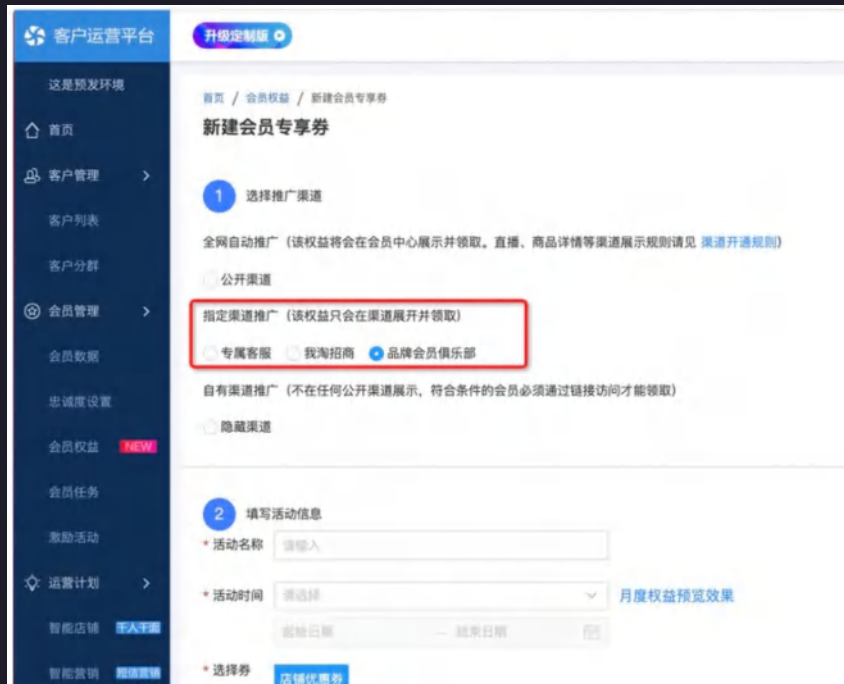 客户运营平台
升级定制版
这是预发环境
首页
客户管理
客户列表
客户分群
会员管理
会员数据
忠诚度设置
会员权益 NEW
会员任务
激励活动
运营计划
智能店铺 千人千面
智能营销 短信营销
首页 / 会员权益 / 新建会员专享券
新建会员专享券
1 选择推广渠道
全网自动推广（该权益将会在会员中心展示并领取。直播、商品详情等渠道展示规则请见 渠道开通规则）
公开渠道
指定渠道推广（该权益只会在渠道展开并领取）
专属客服 我淘招商 品牌会员俱乐部
自有渠道推广（不在任何公开渠道展示，符合条件的会员必须通过链接访问才能领取）
隐藏渠道
2 填写活动信息
* 活动名称 请输入
* 活动时间 请选择 月度权益预览效果
起始日期 — 结束日期
* 选择券 店铺优惠券